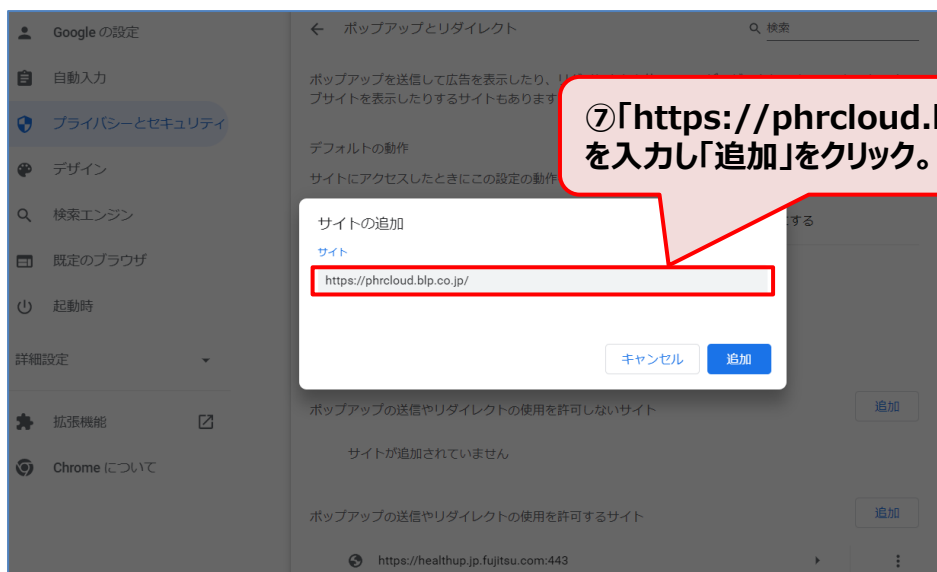 Google の設定
自動入力
プライバシーとセキュリティ
デザイン
検索エンジン
既定のブラウザ
起動時
詳細設定
拡張機能
Chrome について
ポップアップとリダイレクト
検索
ポップアップを送信して広告を表示したり、
プサイトを表示したりするサイトもあります
デフォルトの動作
サイトにアクセスしたときにこの設定の動作
⑦「https://phrcloud.bl
を入力し「追加」をクリック。
する
サイトの追加
サイト
https://phrcloud.blp.co.jp/
キャンセル 追加
ポップアップの送信やリダイレクトの使用を許可しないサイト 追加
サイトが追加されていません
ポップアップの送信やリダイレクトの使用を許可するサイト 追加
https://healthup.jp.fujitsu.com:443